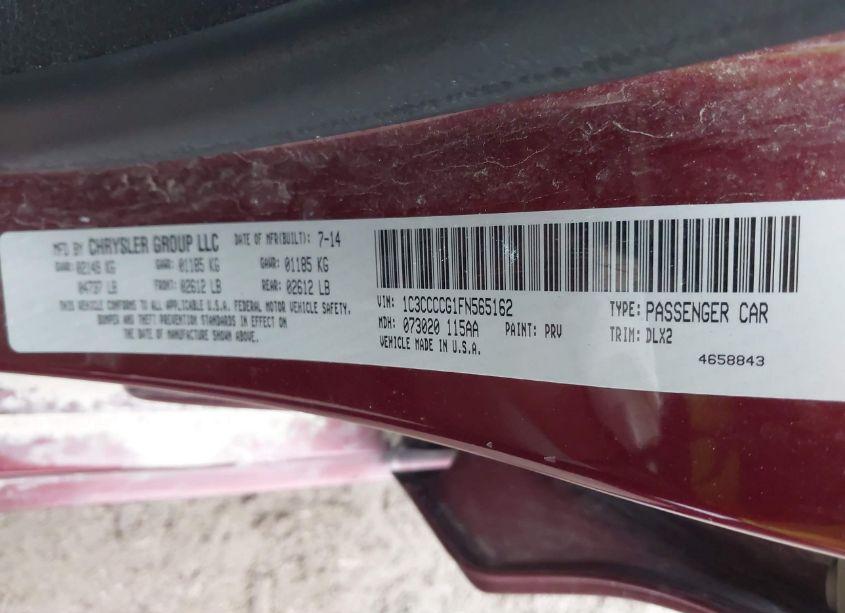 MFD BY CHRYSLER GROUP LLC DATE OF MFR(BUILT): 7-14
GVWR: 02148 KG GAWR: 01185 KG GAWR: 01185 KG
04737 LB FRONT: 02612 LB REAR: 02612 LB
THIS VEHICLE CONFORMS TO ALL APPLICABLE U.S.A. FEDERAL MOTOR VEHICLE SAFETY,
BUMPER AND THEFT PREVENTION STANDARDS IN EFFECT ON
THE DATE OF MANUFACTURE SHOWN ABOVE.
VIN: 1C3CCCCG1FN565162 TYPE: PASSENGER CAR
MDH: 073020 115AA PAINT: PRV TRIM: DLX2
VEHICLE MADE IN U.S.A.
4658843